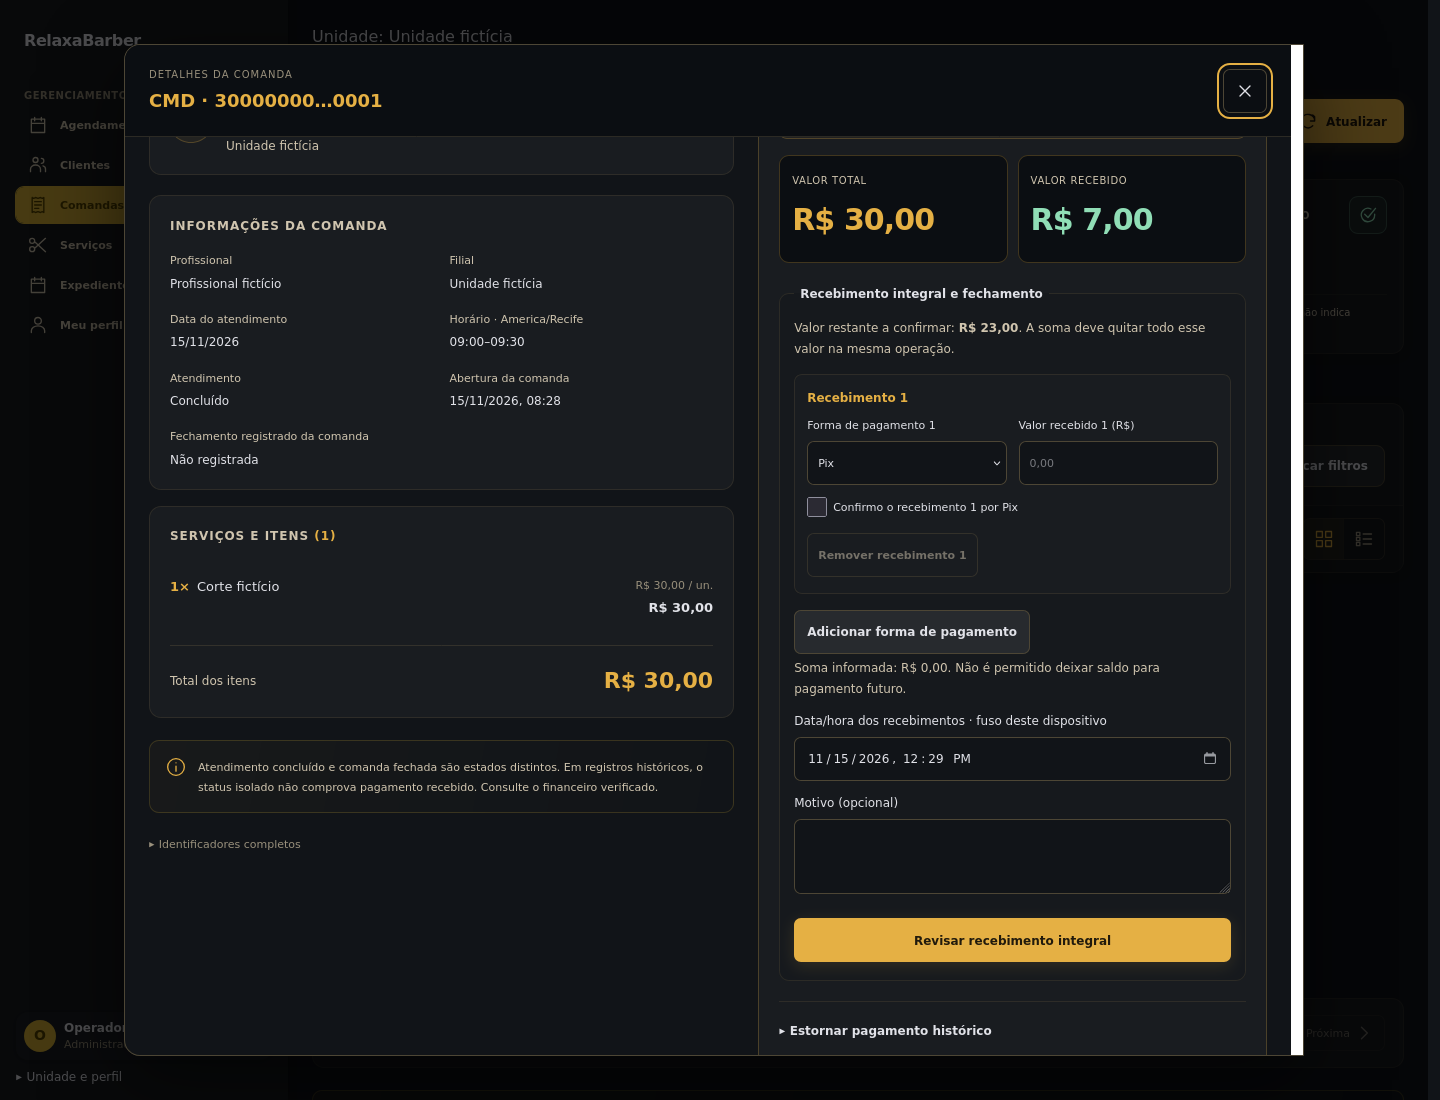 RelaxaBarber
Unidade: Unidade fictícia
GERENCIAMENTO
Agendame
Clientes
Comandas
Serviços
Expediente
Meu perfil
Operador
Administra
▸ Unidade e perfil
DETALHES DA COMANDA
CMD · 30000000…0001
Unidade fictícia
INFORMAÇÕES DA COMANDA
Profissional
Profissional fictício
Filial
Unidade fictícia
Data do atendimento
15/11/2026
Horário · America/Recife
09:00–09:30
Atendimento
Concluído
Abertura da comanda
15/11/2026, 08:28
Fechamento registrado da comanda
Não registrada
SERVIÇOS E ITENS (1)
1× Corte fictício
R$ 30,00 / un.
R$ 30,00
Total dos itens
R$ 30,00
Atendimento concluído e comanda fechada são estados distintos. Em registros históricos, o
status isolado não comprova pagamento recebido. Consulte o financeiro verificado.
▸ Identificadores completos
VALOR TOTAL
R$ 30,00
VALOR RECEBIDO
R$ 7,00
Recebimento integral e fechamento
Valor restante a confirmar: R$ 23,00. A soma deve quitar todo esse
valor na mesma operação.
Recebimento 1
Forma de pagamento 1
Pix
Valor recebido 1 (R$)
0,00
Confirmo o recebimento 1 por Pix
Remover recebimento 1
Adicionar forma de pagamento
Soma informada: R$ 0,00. Não é permitido deixar saldo para
pagamento futuro.
Data/hora dos recebimentos · fuso deste dispositivo
11/15/2026, 12:29 PM
Motivo (opcional)
Revisar recebimento integral
▸ Estornar pagamento histórico
Atualizar
ão indica
car filtros
Próxima